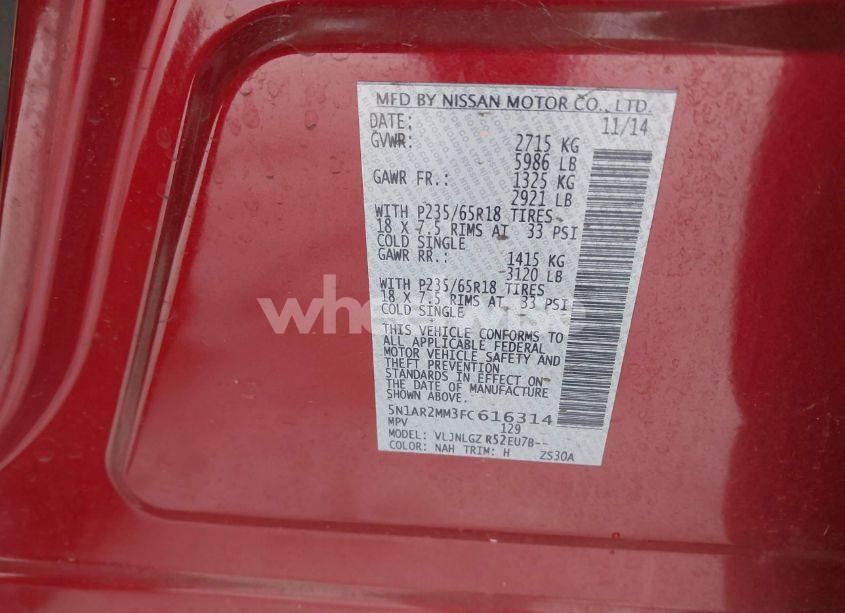 MFD BY NISSAN MOTOR CO., LTD.
DATE: 11/14
GVWR: 2715 KG
5986 LB
GAWR FR.: 1325 KG
2921 LB
WITH P235/65R18 TIRES
18 X 7.5 RIMS AT 33 PSI
COLD SINGLE
GAWR RR.: 1415 KG
3120 LB
WITH P235/65R18 TIRES
18 X 7.5 RIMS AT 33 PSI
COLD SINGLE
THIS VEHICLE CONFORMS TO
ALL APPLICABLE FEDERAL
MOTOR VEHICLE SAFETY AND
THEFT PREVENTION
STANDARDS IN EFFECT ON
THE DATE OF MANUFACTURE
SHOWN ABOVE.
5N1AR2MM3FC616314
MPV 129
MODEL: VLJNLGZ R52EU7B--
COLOR: NAH TRIM: H ZS30A